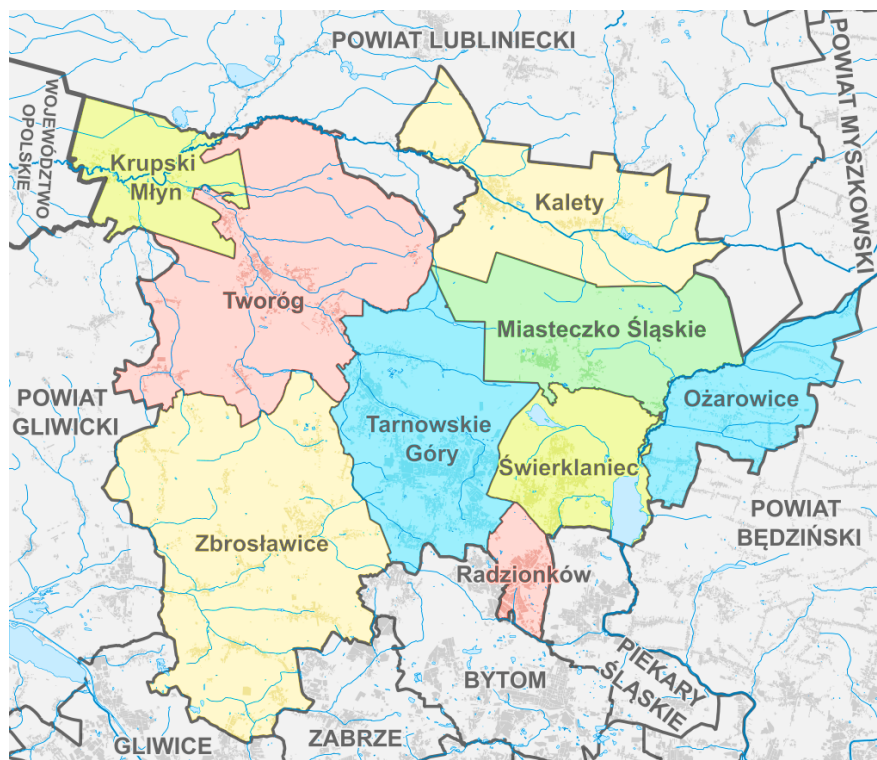 POWIAT LUBLINIECKI
POWIAT MYSZKOWSKI
WOJEWÓDZTWO
OPOLSKIE
Krupski
Młyn
Kalety
Tworóg
Miasteczko Śląskie
POWIAT
GLIWICKI
Ożarowice
Tarnowskie
Góry
Świerklaniec
POWIAT
BĘDZIŃSKI
Zbrosławice
Radzionków
PIEKARY
ŚLĄSKIE
BYTOM
GLIWICE
ZABRZE